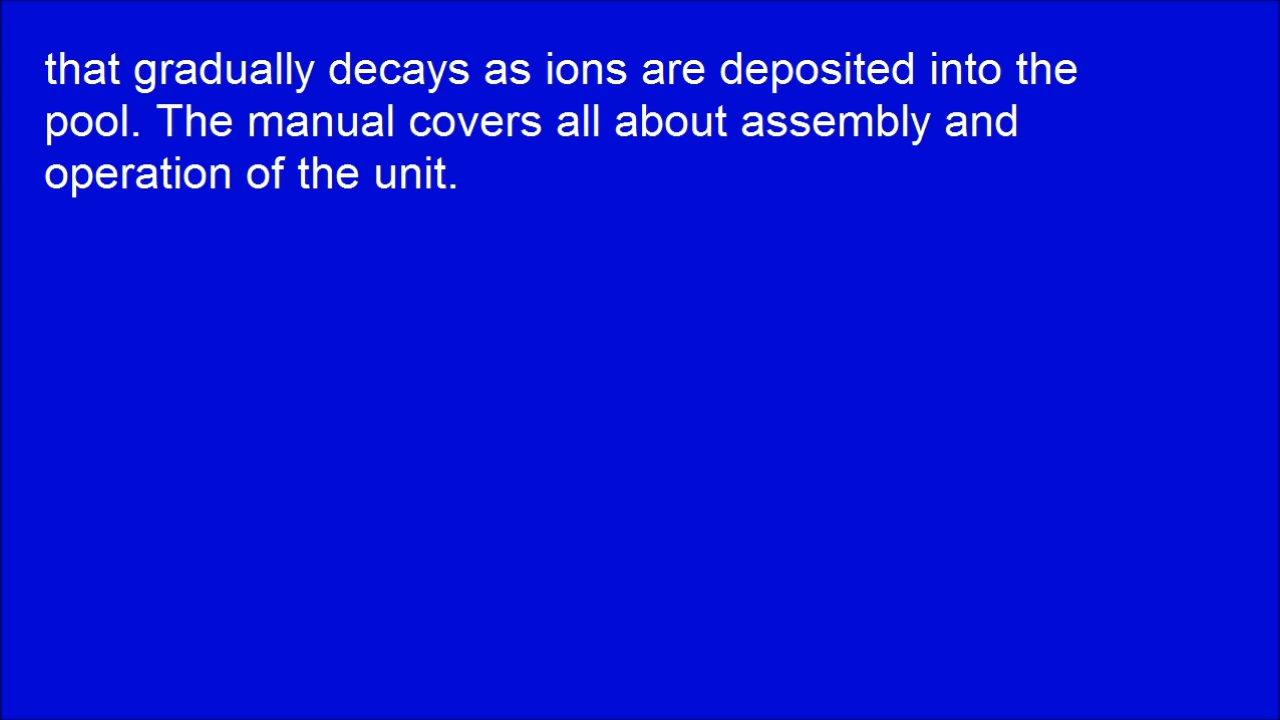 that gradually decays as ions are deposited into the
pool. The manual covers all about assembly and
operation of the unit.